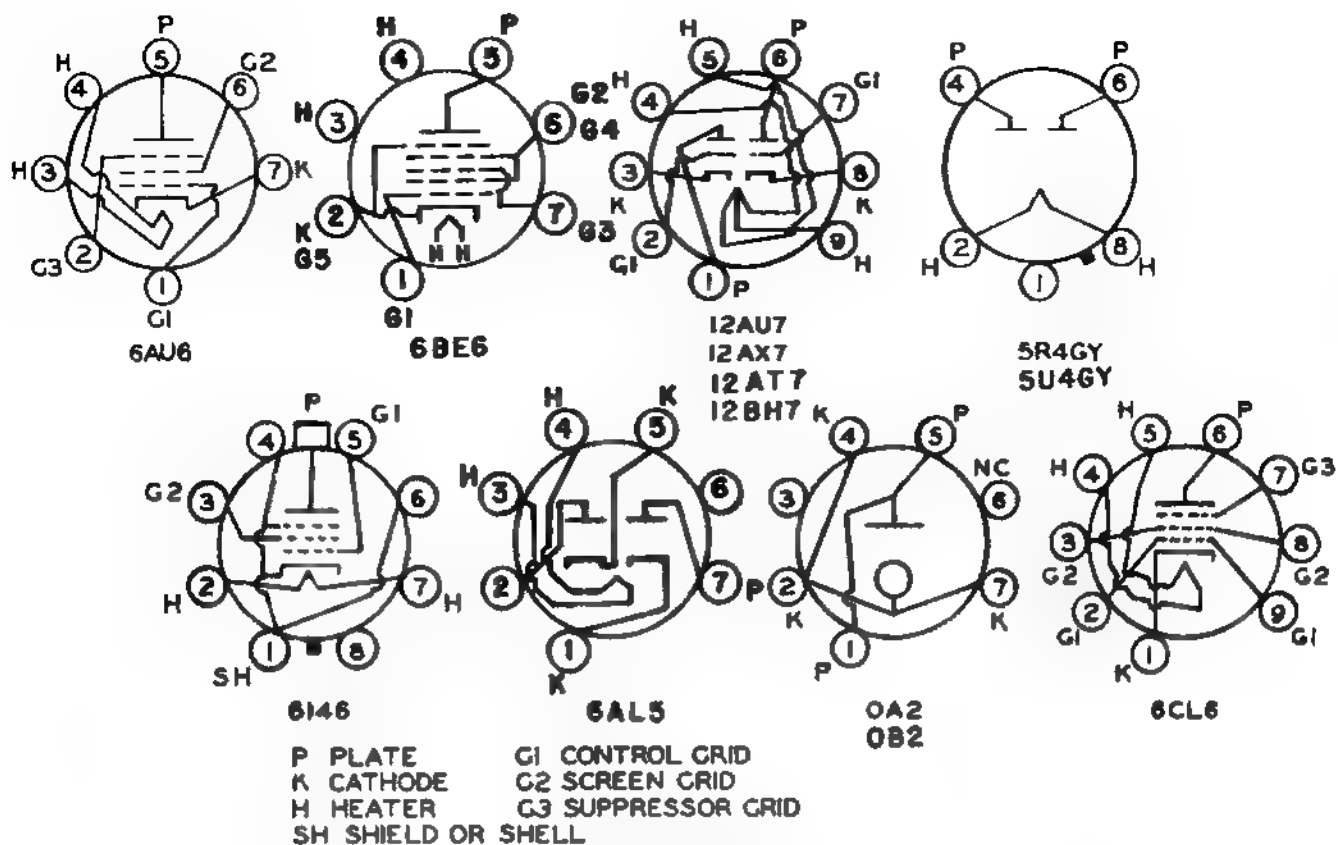 P
5
H
4
G2
6
H
3
7
K
G3
2
1
G1
6AU6
H
4
P
5
H
3
G2
6
G4
K
2
G5
7
G3
1
G1
6BE6
H
5
P
6
H
4
G1
7
3
K
8
K
2
G1
9
H
1
P
12AU7
12AX7
12AT7
12BH7
P
4
P
6
2
H
8
H
1
5R4GY
5U4GY
P
4
G1
5
G2
3
6
2
H
7
H
1
SH
8
6146
H
4
K
5
H
3
6
2
7
P
1
K
6AL5
K
4
P
5
3
NC
6
2
K
7
K
P
1
0A2
0B2
H
5
P
6
H
4
7
G3
3
G2
8
G2
2
G1
9
G1
K
1
6CL6
P PLATE G1 CONTROL GRID
K CATHODE G2 SCREEN GRID
H HEATER G3 SUPPRESSOR GRID
SH SHIELD OR SHELL